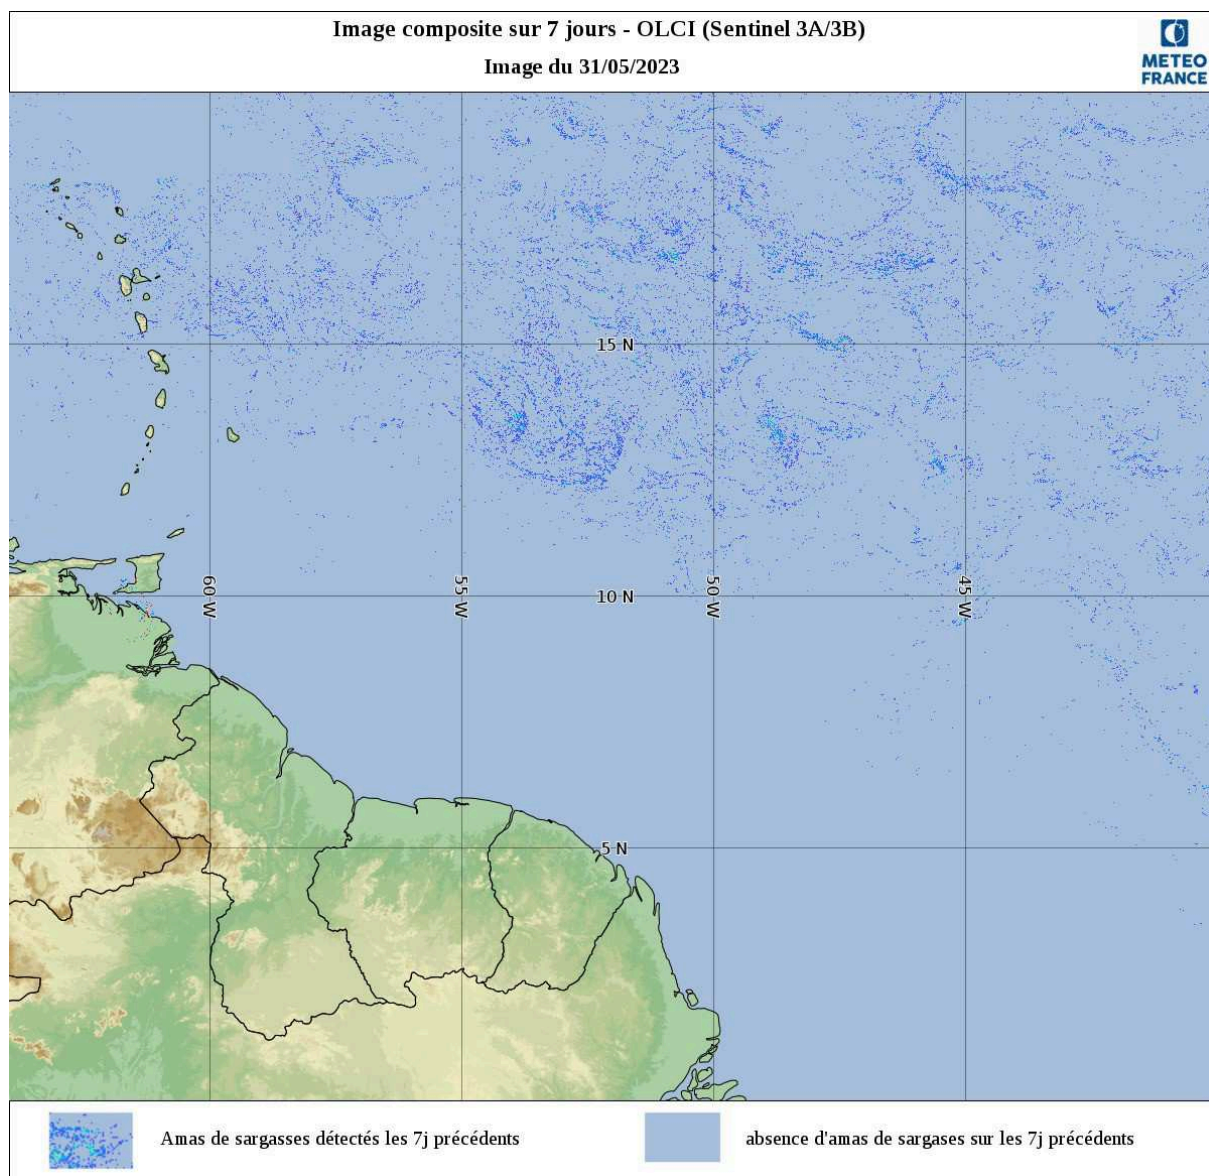 Image composite sur 7 jours - OLCI (Sentinel 3A/3B)
Image du 31/05/2023
METEO
FRANCE
15 N
60 W
55 W
10 N
50 W
45 W
5 N
Amas de sargasses détectés les 7j précédents
absence d'amas de sargases sur les 7j précédents